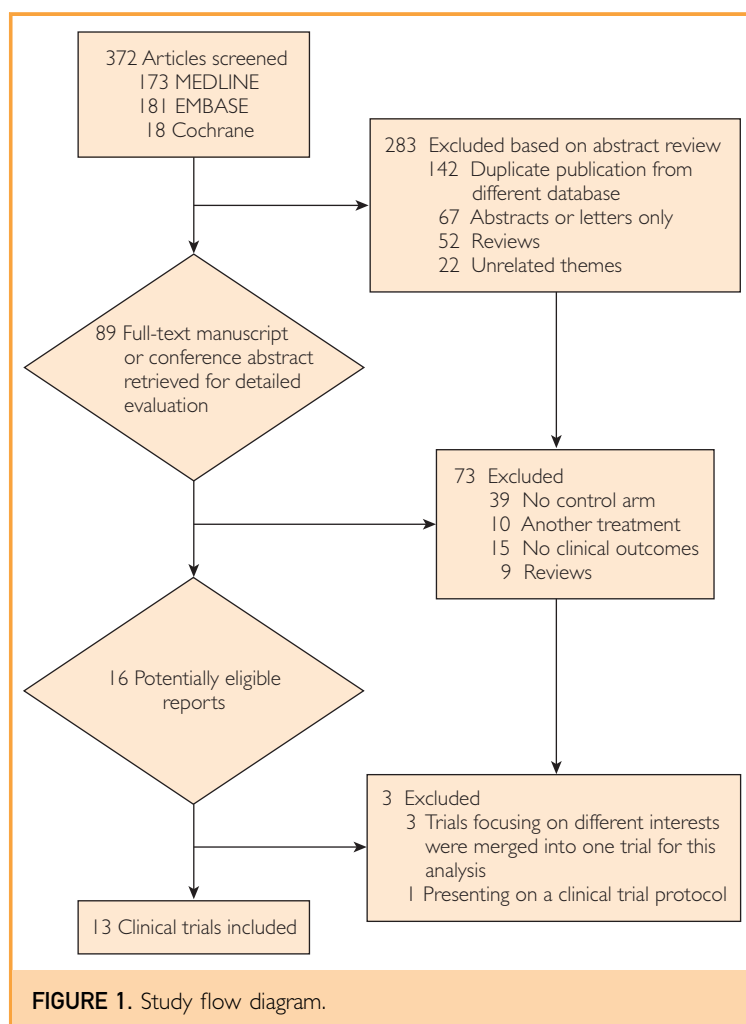 372 Articles screened
173 MEDLINE
181 EMBASE
18 Cochrane
283 Excluded based on abstract review
142 Duplicate publication from
different database
67 Abstracts or letters only
52 Reviews
22 Unrelated themes
89 Full-text manuscript
or conference abstract
retrieved for detailed
evaluation
73 Excluded
39 No control arm
10 Another treatment
15 No clinical outcomes
9 Reviews
16 Potentially eligible
reports
3 Excluded
3 Trials focusing on different interests
were merged into one trial for this
analysis
1 Presenting on a clinical trial protocol
13 Clinical trials included
FIGURE 1. Study flow diagram.